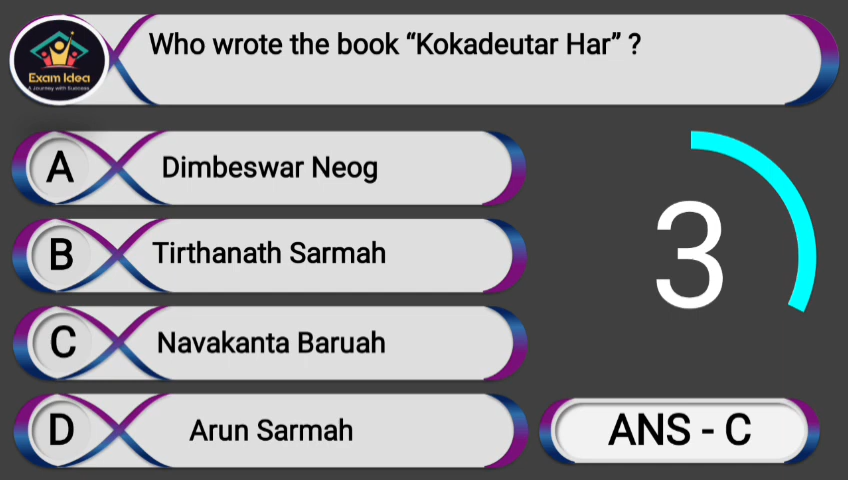 Who wrote the book “Kokadeutar Har” ?
Exam Idea
A Journey with Success
A
Dimbeswar Neog
B
Tirthanath Sarmah
3
C
Navakanta Baruah
D
Arun Sarmah
ANS - C